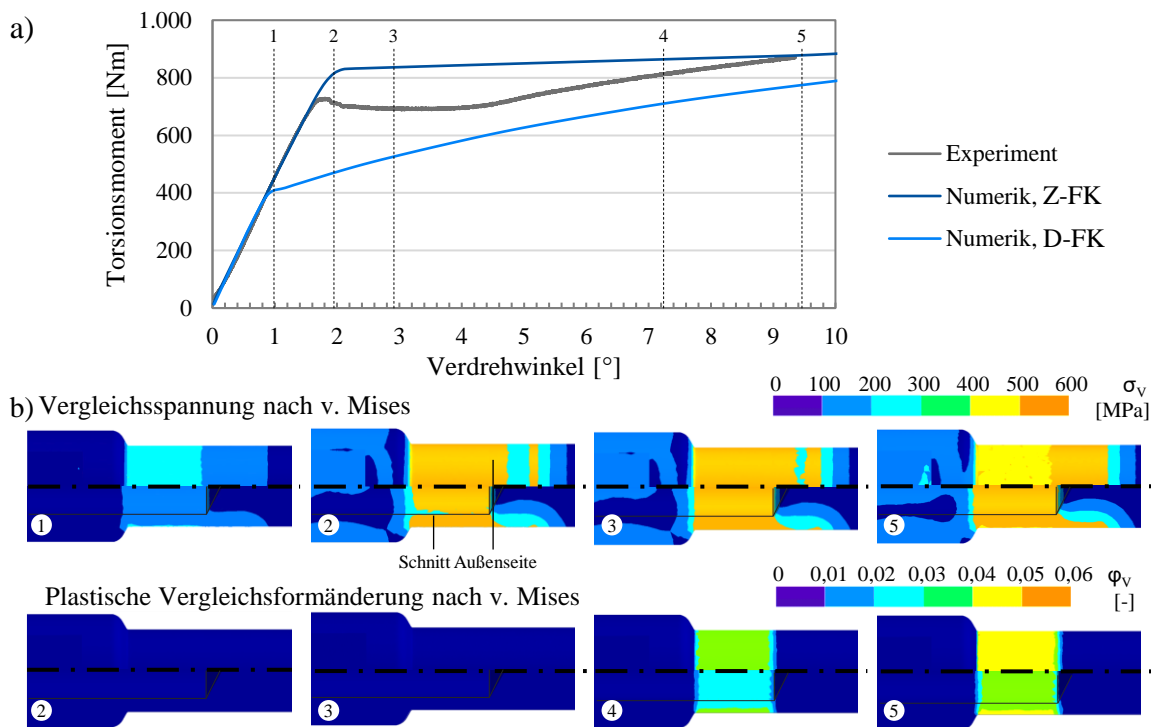 a)
Torsionsmoment [Nm]
1.000
800
600
400
200
0
1 2 3 4 5
0 1 2 3 4 5 6 7 8 9 10
Verdrehwinkel [°]
Experiment
Numerik, Z-FK
Numerik, D-FK
b) Vergleichsspannung nach v. Mises
0 100 200 300 400 500 600 σV
[MPa]
1 2 3 5
Schnitt Außenseite
Plastische Vergleichsformänderung nach v. Mises
0 0,01 0,02 0,03 0,04 0,05 0,06 φV
[-]
2 3 4 5